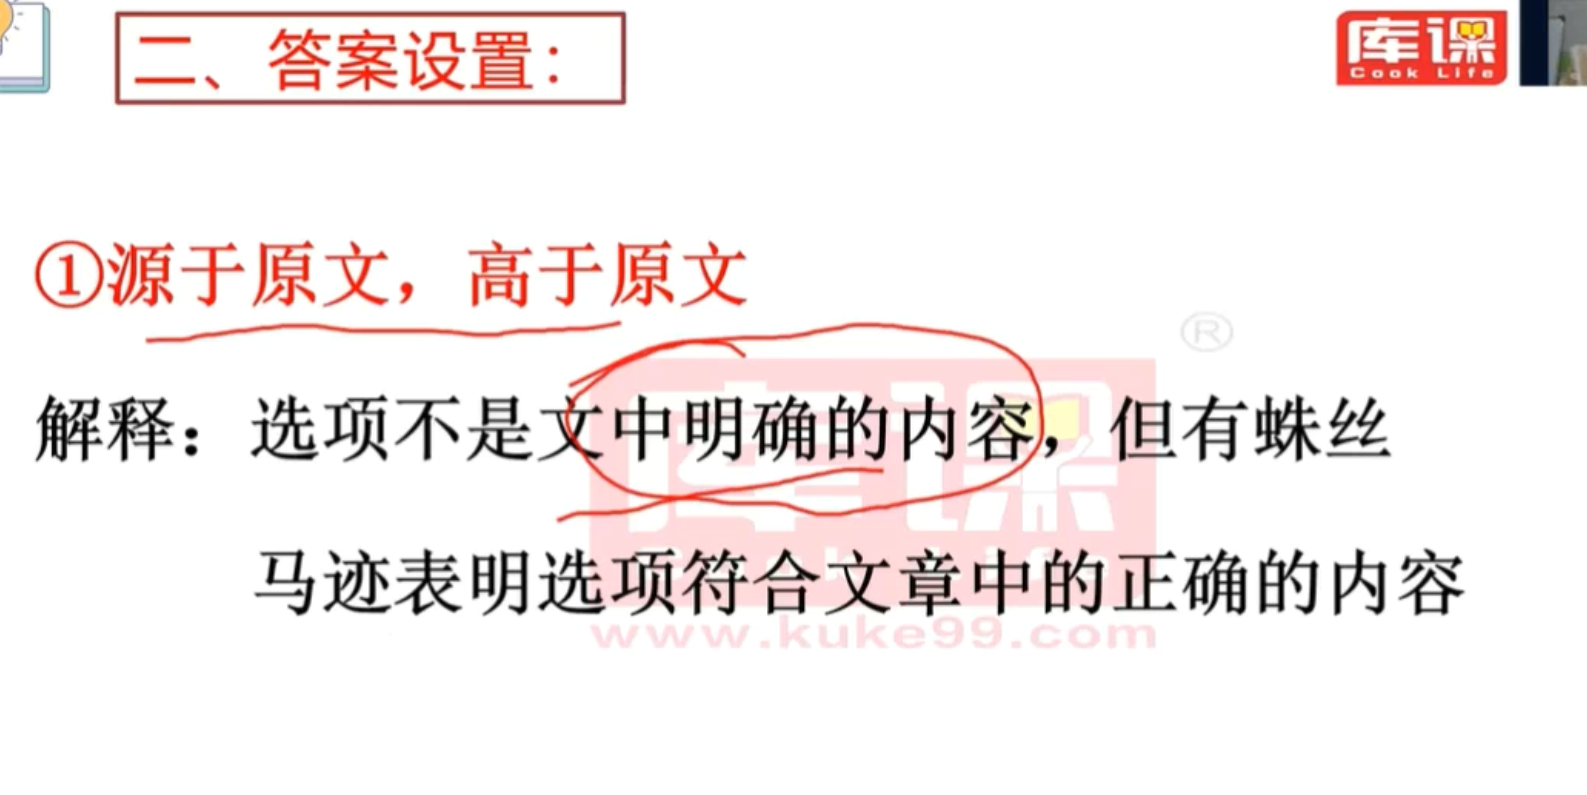 二、答案设置：
库课
Cook Life
①源于原文，高于原文
®
解释：选项不是文中明确的内容，但有蛛丝
马迹表明选项符合文章中的正确的内容
库课
www.kuke99.com